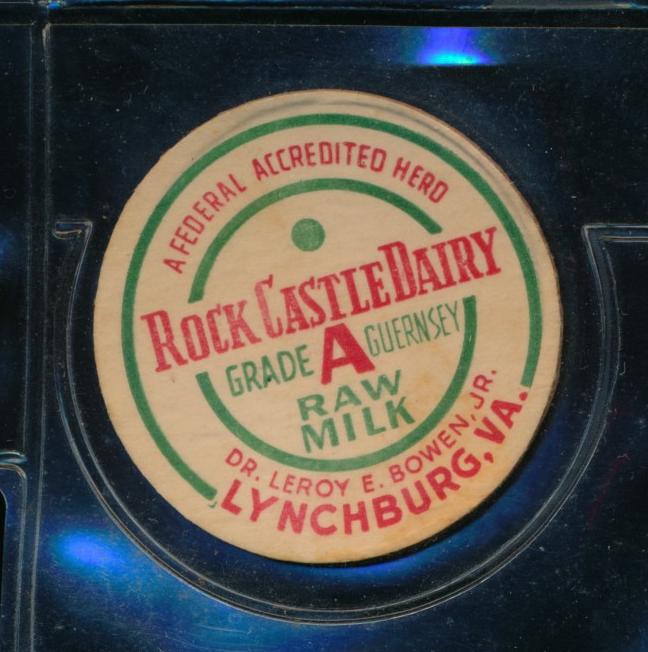 A FEDERAL ACCREDITED HERD
ROCK CASTLE DAIRY
GRADE A GUERNSEY
RAW
MILK
DR. LEROY E. BOWEN, JR.
LYNCHBURG, VA.